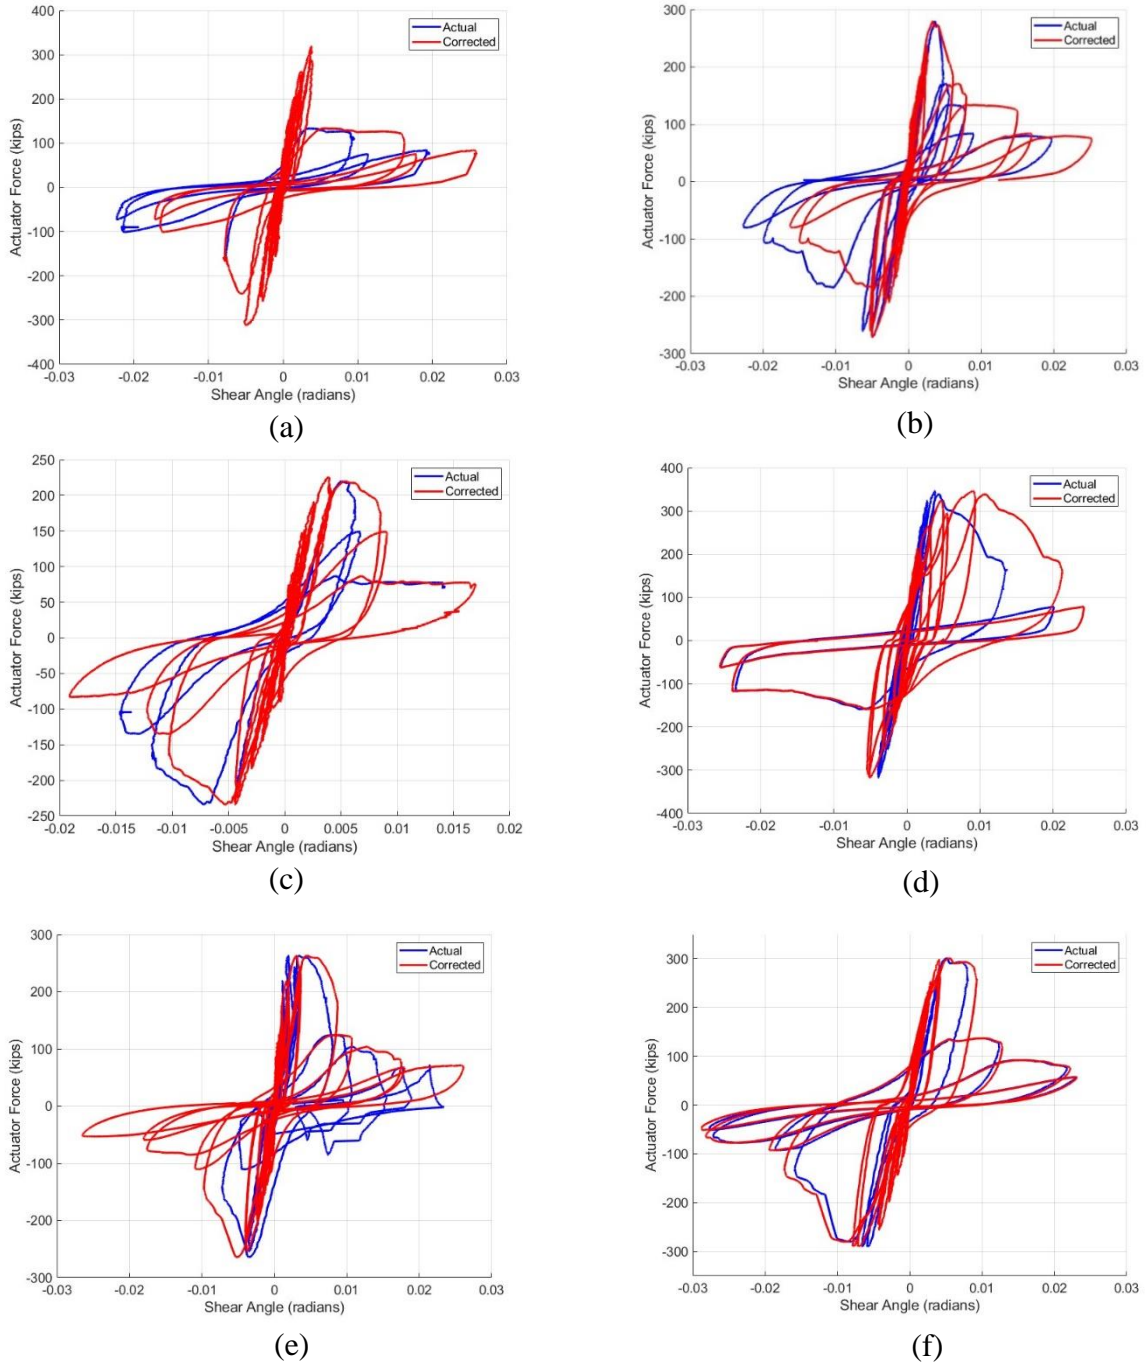 400
300
200
100
0
-100
-200
-300
-400
-0.03 -0.02 -0.01 0 0.01 0.02 0.03
Actuator Force (kips)
Shear Angle (radians)
Actual
Corrected
(a)
300
200
100
0
-100
-200
-300
-0.03 -0.02 -0.01 0 0.01 0.02 0.03
Actuator Force (kips)
Shear Angle (radians)
Actual
Corrected
(b)
250
200
150
100
50
0
-50
-100
-150
-200
-250
-0.02 -0.015 -0.01 -0.005 0 0.005 0.01 0.015 0.02
Actuator Force (kips)
Shear Angle (radians)
Actual
Corrected
(c)
400
300
200
100
0
-100
-200
-300
-400
-0.03 -0.02 -0.01 0 0.01 0.02 0.03
Actuator Force (kips)
Shear Angle (radians)
Actual
Corrected
(d)
300
200
100
0
-100
-200
-300
-0.03 -0.02 -0.01 0 0.01 0.02 0.03
Actuator Force (kips)
Shear Angle (radians)
Actual
Corrected
(e)
300
200
100
0
-100
-200
-300
-0.03 -0.02 -0.01 0 0.01 0.02 0.03
Actuator Force (kips)
Shear Angle (radians)
Actual
Corrected
(f)